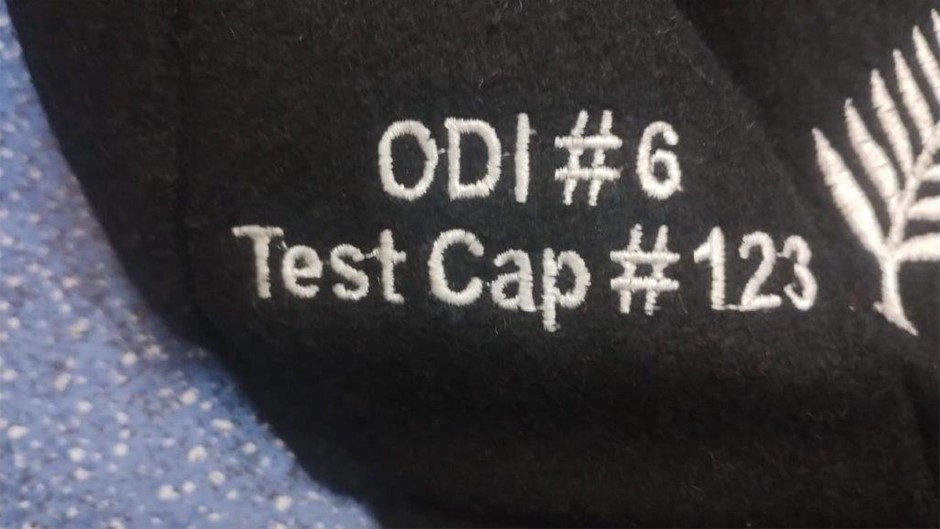 ODI #6
Test Cap #123